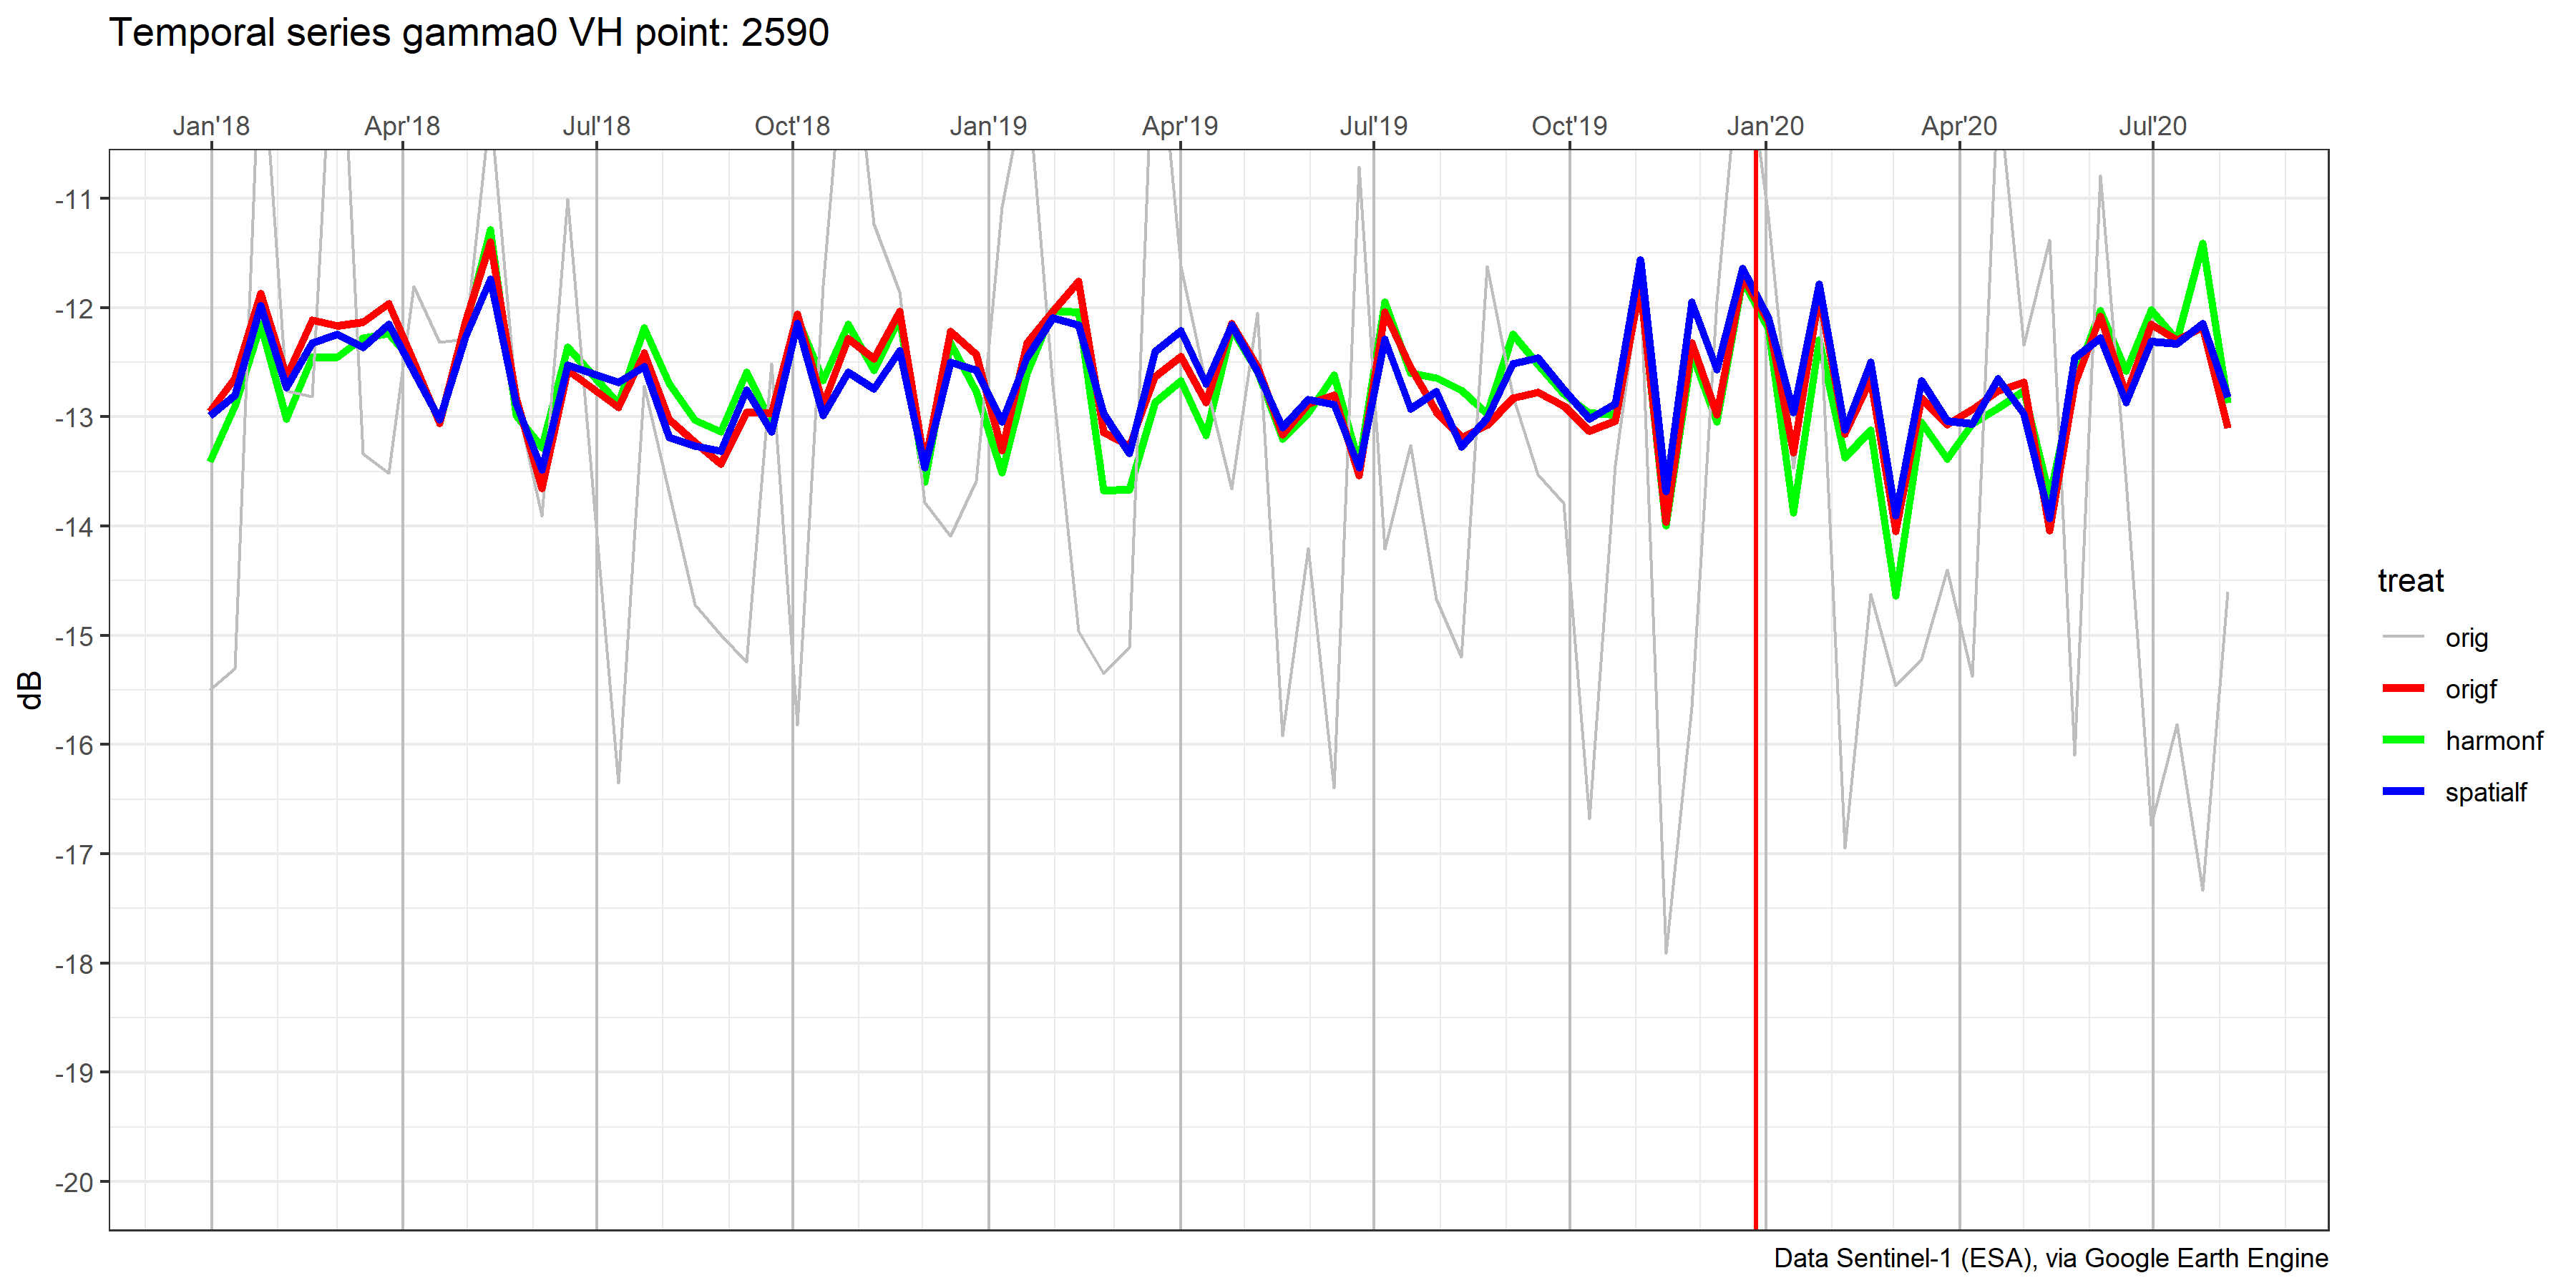 Temporal series gamma0 VH point: 2590
Jan'18 Apr'18 Jul'18 Oct'18 Jan'19 Apr'19 Jul'19 Oct'19 Jan'20 Apr'20 Jul'20
-11
-12
-13
-14
-15
-16
-17
-18
-19
-20
dB
treat
orig
origf
harmonf
spatialf
Data Sentinel-1 (ESA), via Google Earth Engine